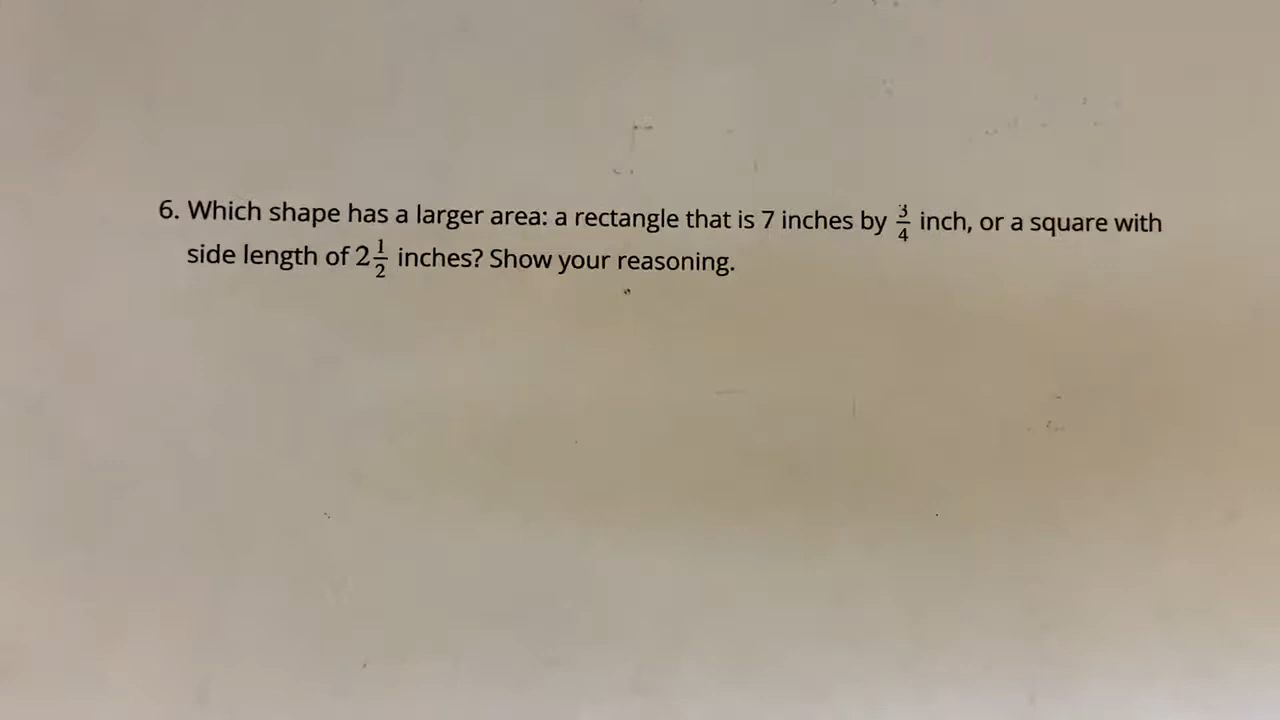 6. Which shape has a larger area: a rectangle that is 7 inches by 3/4 inch, or a square with
side length of 2 1/2 inches? Show your reasoning.